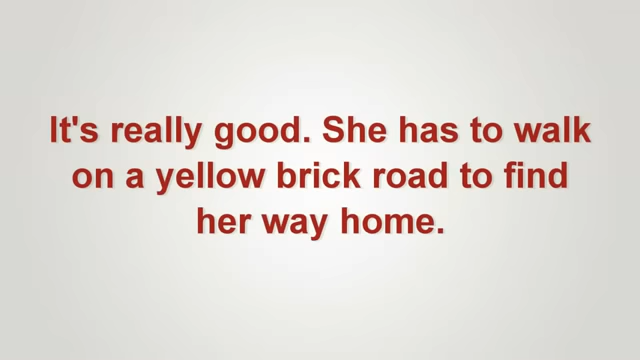 It's really good. She has to walk
on a yellow brick road to find
her way home.